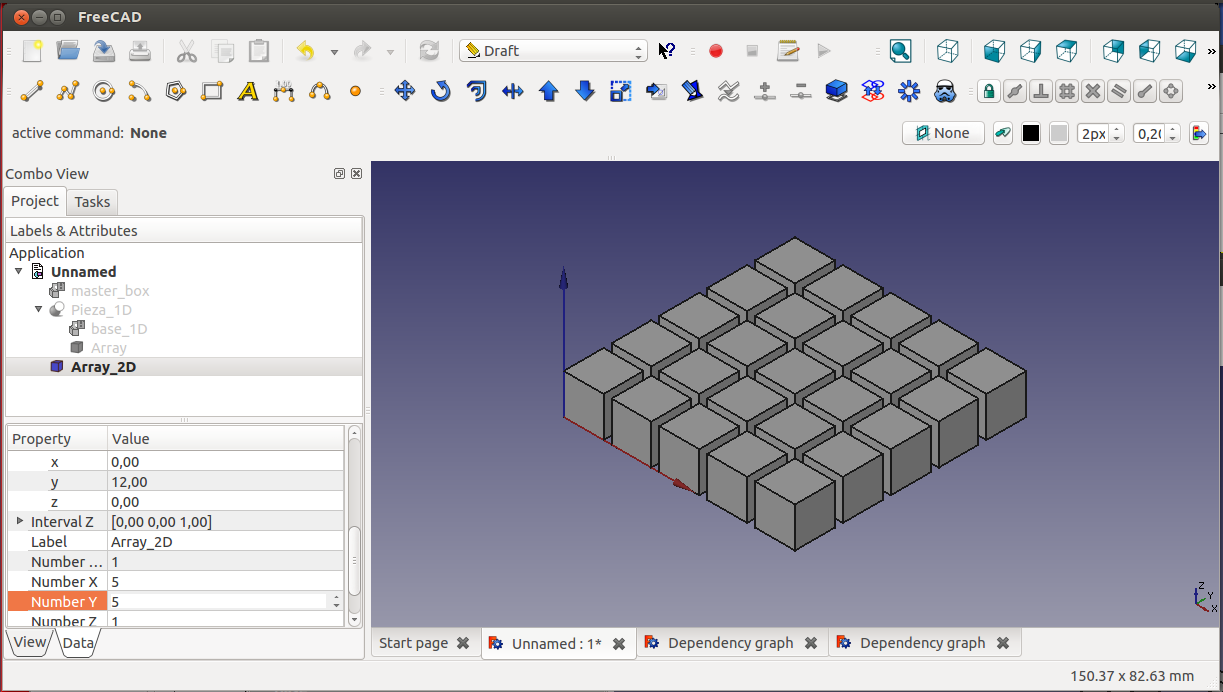 FreeCAD
Draft
active command: None
None
2px
0,20
Combo View
Project
Tasks
Labels & Attributes
Application
Unnamed
master_box
Pieza_1D
base_1D
Array
Array_2D
Property Value
x 0,00
y 12,00
z 0,00
Interval Z [0,00 0,00 1,00]
Label Array_2D
Number ... 1
Number X 5
Number Y 5
Number Z 1
View
Data
Z
Y
X
Start page
Unnamed : 1*
Dependency graph
Dependency graph
150.37 x 82.63 mm